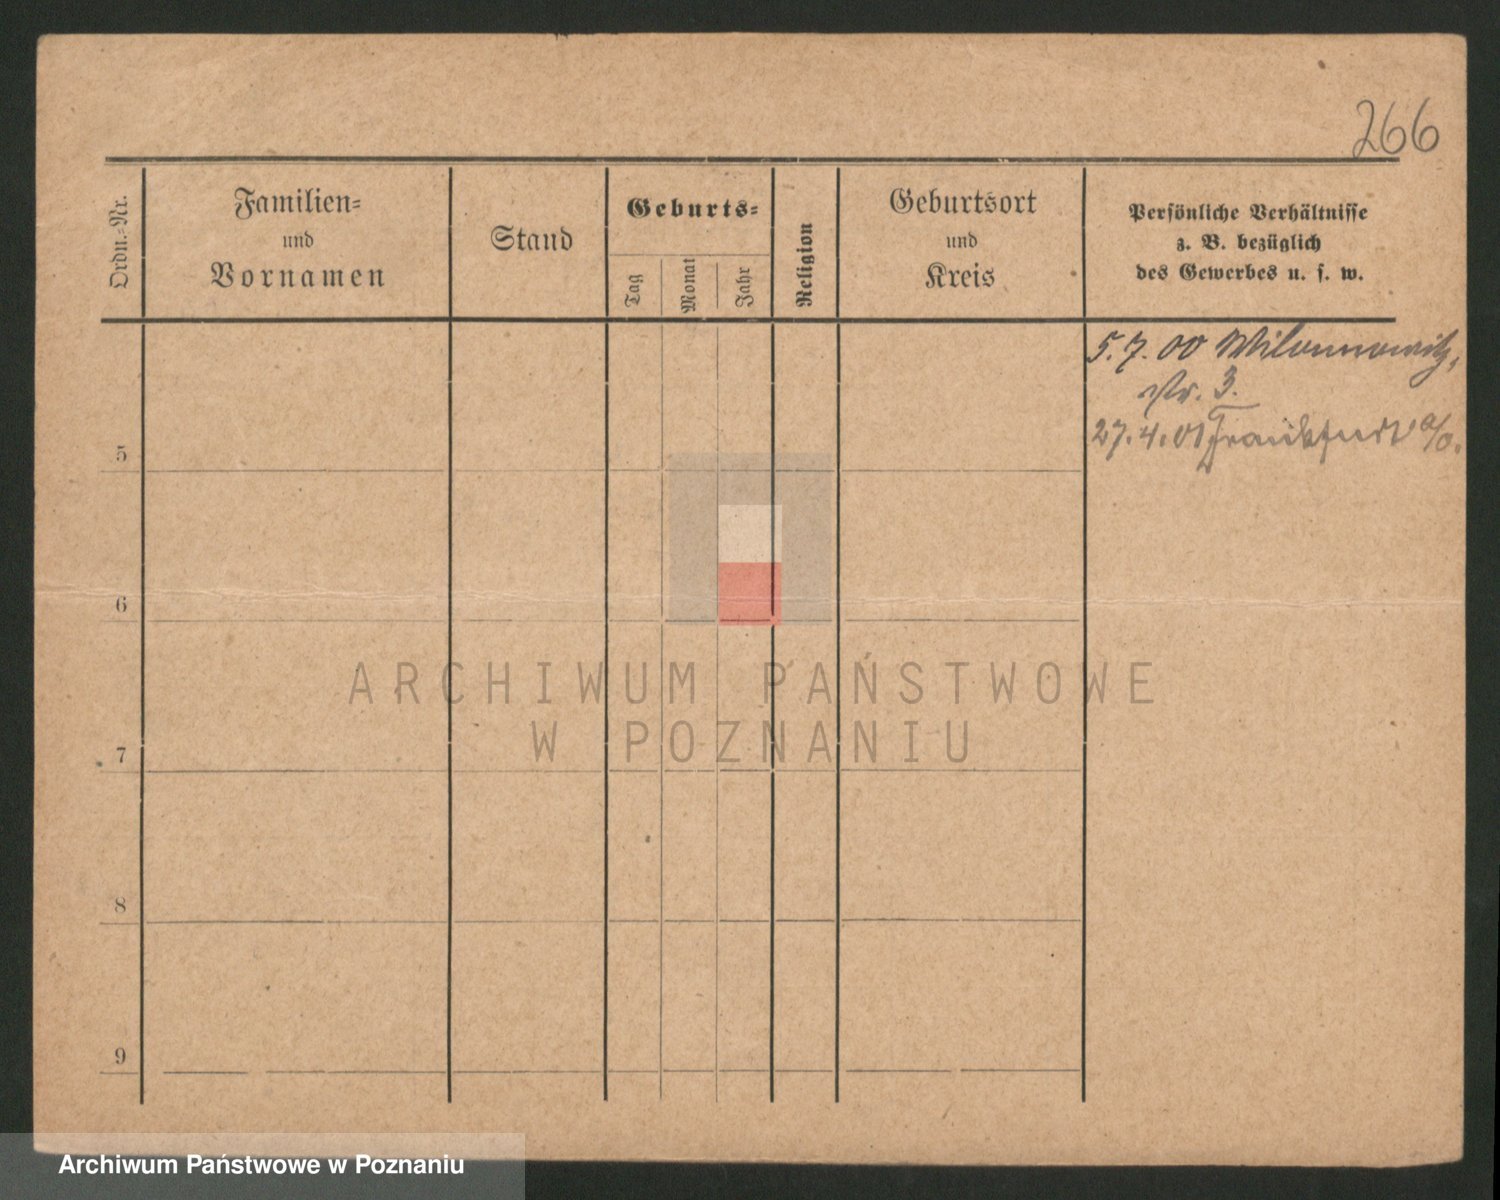 266
Ordn.-Nr.
Familien-
und
Vornamen
Stand
Geburts-
Tag
Monat
Jahr
Religion
Geburtsort
und
Kreis
Persönliche Verhältnisse
z. B. bezüglich
des Gewerbes u. s. w.
5. 7. 00
3.
27. 4. 01 Frankfurt a/O.
5
6
7
8
9
ARCHIWUM PAŃSTWOWE
W POZNANIU
Archiwum Państwowe w Poznaniu